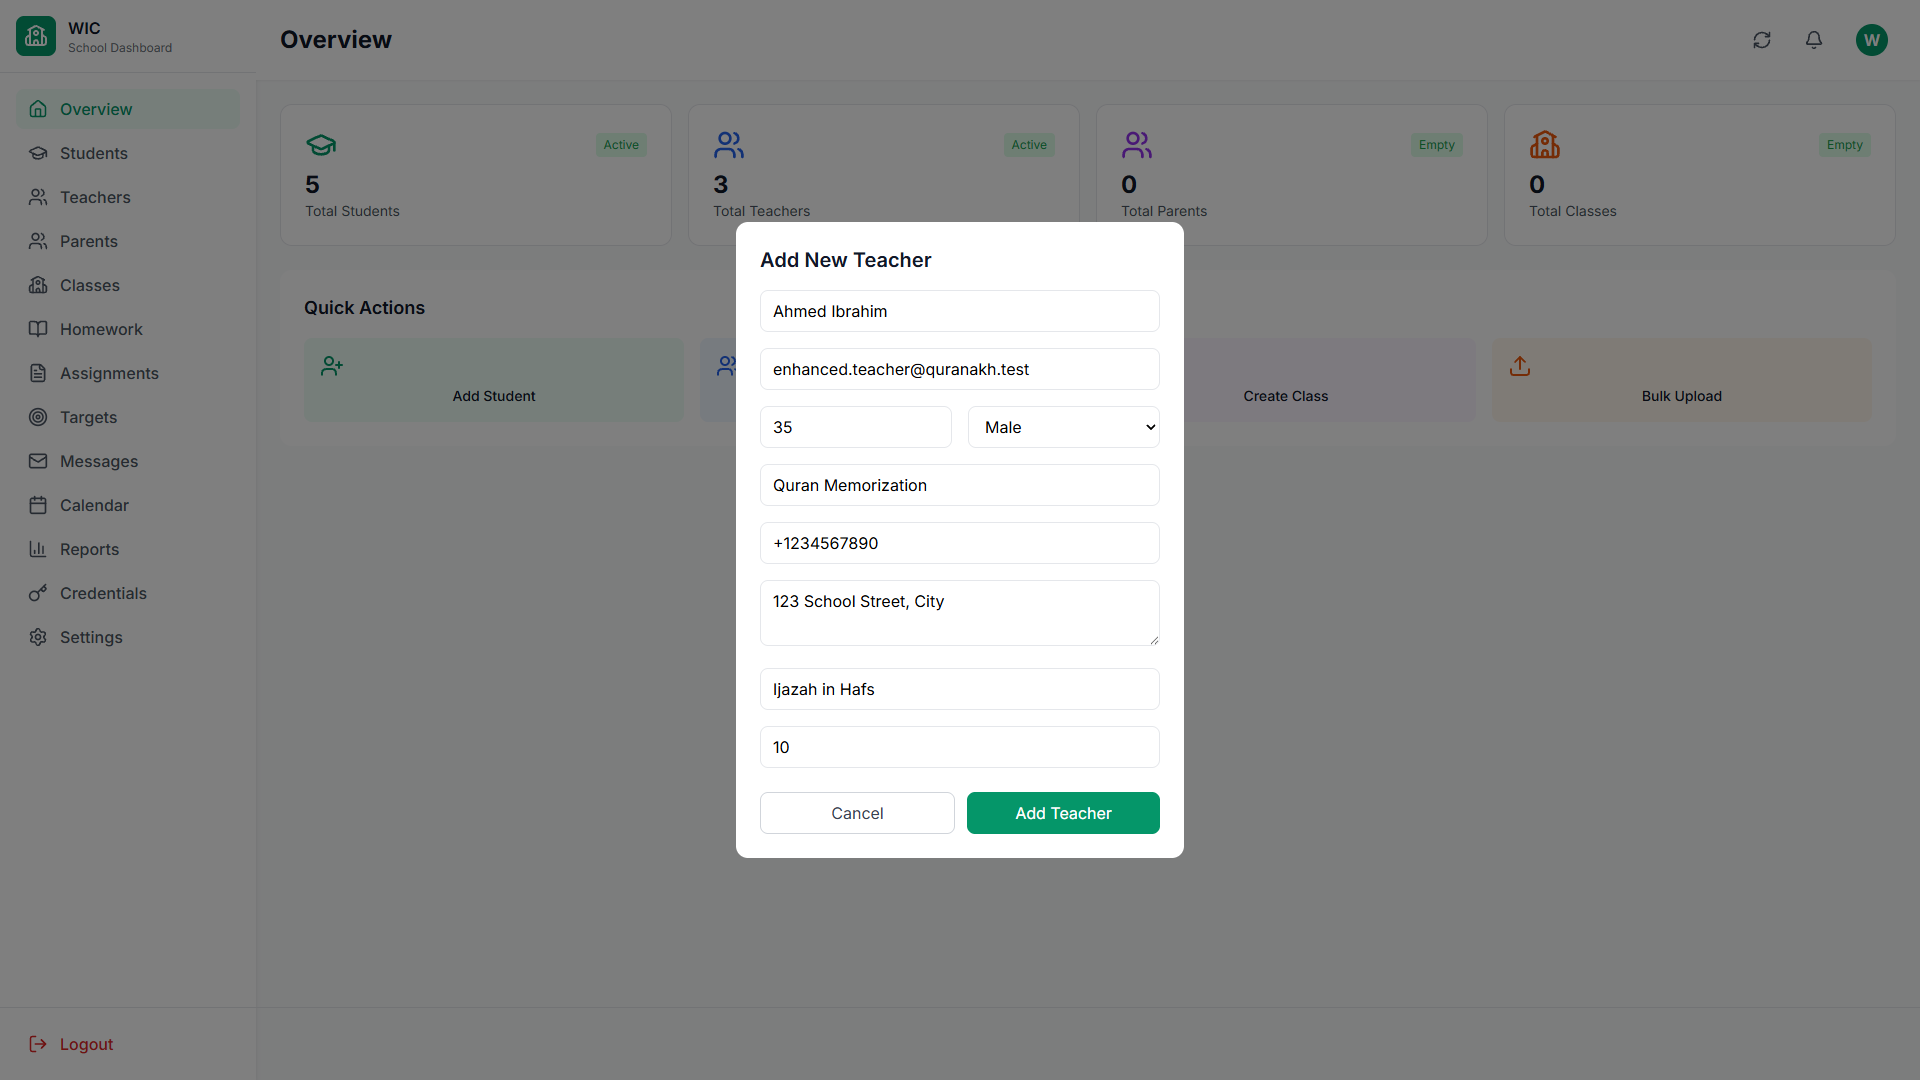 WIC
School Dashboard
Overview
Students
Teachers
Parents
Classes
Homework
Assignments
Targets
Messages
Calendar
Reports
Credentials
Settings
Logout
Overview
W
Active
5
Total Students
Active
3
Total Teachers
Empty
0
Total Parents
Empty
0
Total Classes
Quick Actions
Add Student
Create Class
Bulk Upload
Add New Teacher
Ahmed Ibrahim
enhanced.teacher@quranakh.test
35
Male
Quran Memorization
+1234567890
123 School Street, City
Ijazah in Hafs
10
Cancel
Add Teacher